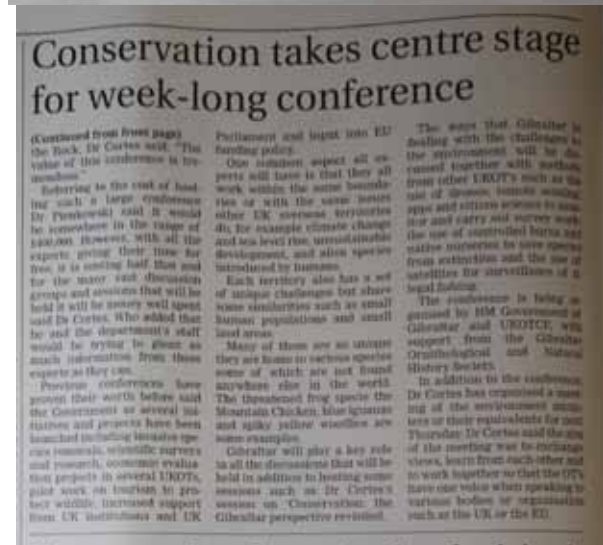 Conservation takes centre stage
for week-long conference
(Continued from front page)
the Rock. Dr Cortes said: "The
value of this conference is tre-
mendous."
Referring to the cost of host-
ing such a large conference
Dr Pienkowski said it would
be somewhere in the range of
However, with all the
experts giving their time for
free, it is costing half that and
for the many vast discussion
groups and sessions that will be
held it will be money well spent
said Dr Cortes. Who added that
he and the department's staff
would be trying to glean as
much information from these
experts as they can.
Previous conferences have
proven their worth before said
the Government as several ini-
tiatives and projects have been
launched including invasive spe-
cies removals, scientific surveys
and research, economic evalua-
tion projects in several UKOTs,
pilot work on tourism to pro-
tect wildlife, increased support
from UK institutions and UK
Parliament and input into EU
funding policy.
One common aspect all ex-
perts will have is that they all
work within the same bounda-
ries or with the same issues
other UK overseas territories
do, for example climate change
and sea level rise, unsustainable
development, and alien species
introduced by humans.
Each territory also has a set
of unique challenges but share
some similarities such as small
human populations and small
land areas.
Many of them are so unique
they are home to various species
some of which are not found
anywhere else in the world.
The threatened frog specie the
Mountain Chicken, blue iguanas
and spiky yellow woodlice are
some examples.
Gibraltar will play a key role
in all the discussions that will be
held in addition to hosting some
sessions such as Dr Cortes's
session on 'Conservation: the
Gibraltar perspective revisited.
The ways that Gibraltar is
dealing with the challenges to
the environment will be dis-
cussed together with methods
from other UKOT's such as the
use of drones, remote sensing,
apps and citizen science to mon-
itor and carry out survey work,
the use of controlled burns and
native nurseries to save species
from extinction and the use of
satellites for surveillance of il-
legal fishing.
The conference is being or-
ganised by HM Government of
Gibraltar and UKOTCF, with
support from the Gibraltar
Ornithological and Natural
History Society.
In addition to the conference,
Dr Cortes has organised a meet-
ing of the environment minis-
ters or their equivalents for next
Thursday. Dr Cortes said the aim
of the meeting was to exchange
views, learn from each other and
to work together so that the OT's
have one voice when speaking to
various bodies or organisation
such as the UK or the EU.